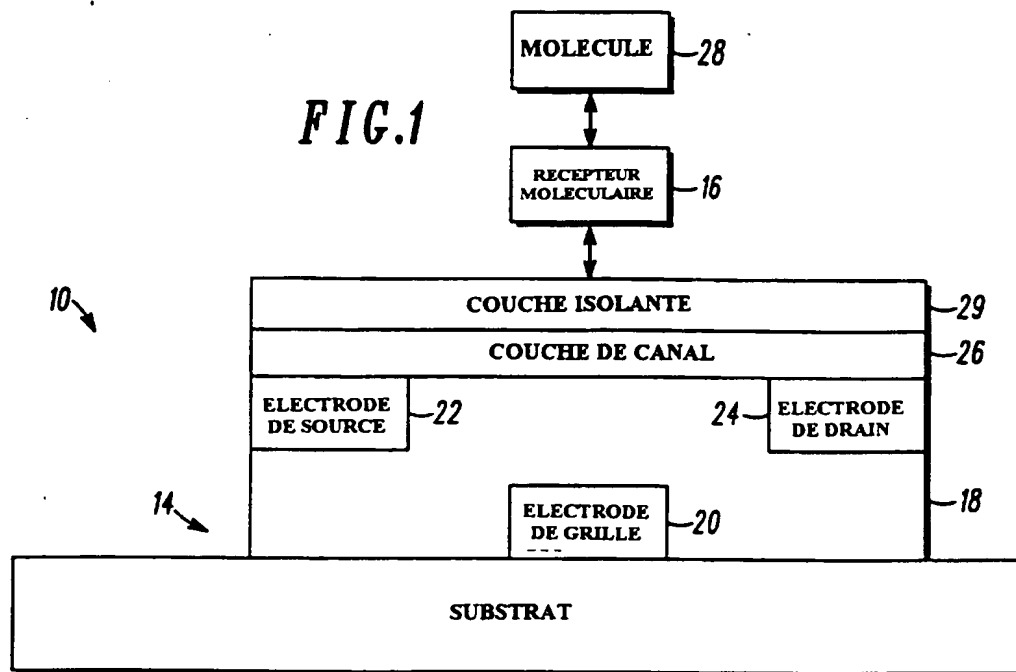 MOLECULE
28
FIG.1
RECEPTEUR
MOLECULAIRE
16
10
COUCHE ISOLANTE
29
COUCHE DE CANAL
26
ELECTRODE
DE SOURCE
22
24
ELECTRODE
DE DRAIN
14
ELECTRODE
DE GRILLE
20
18
SUBSTRAT